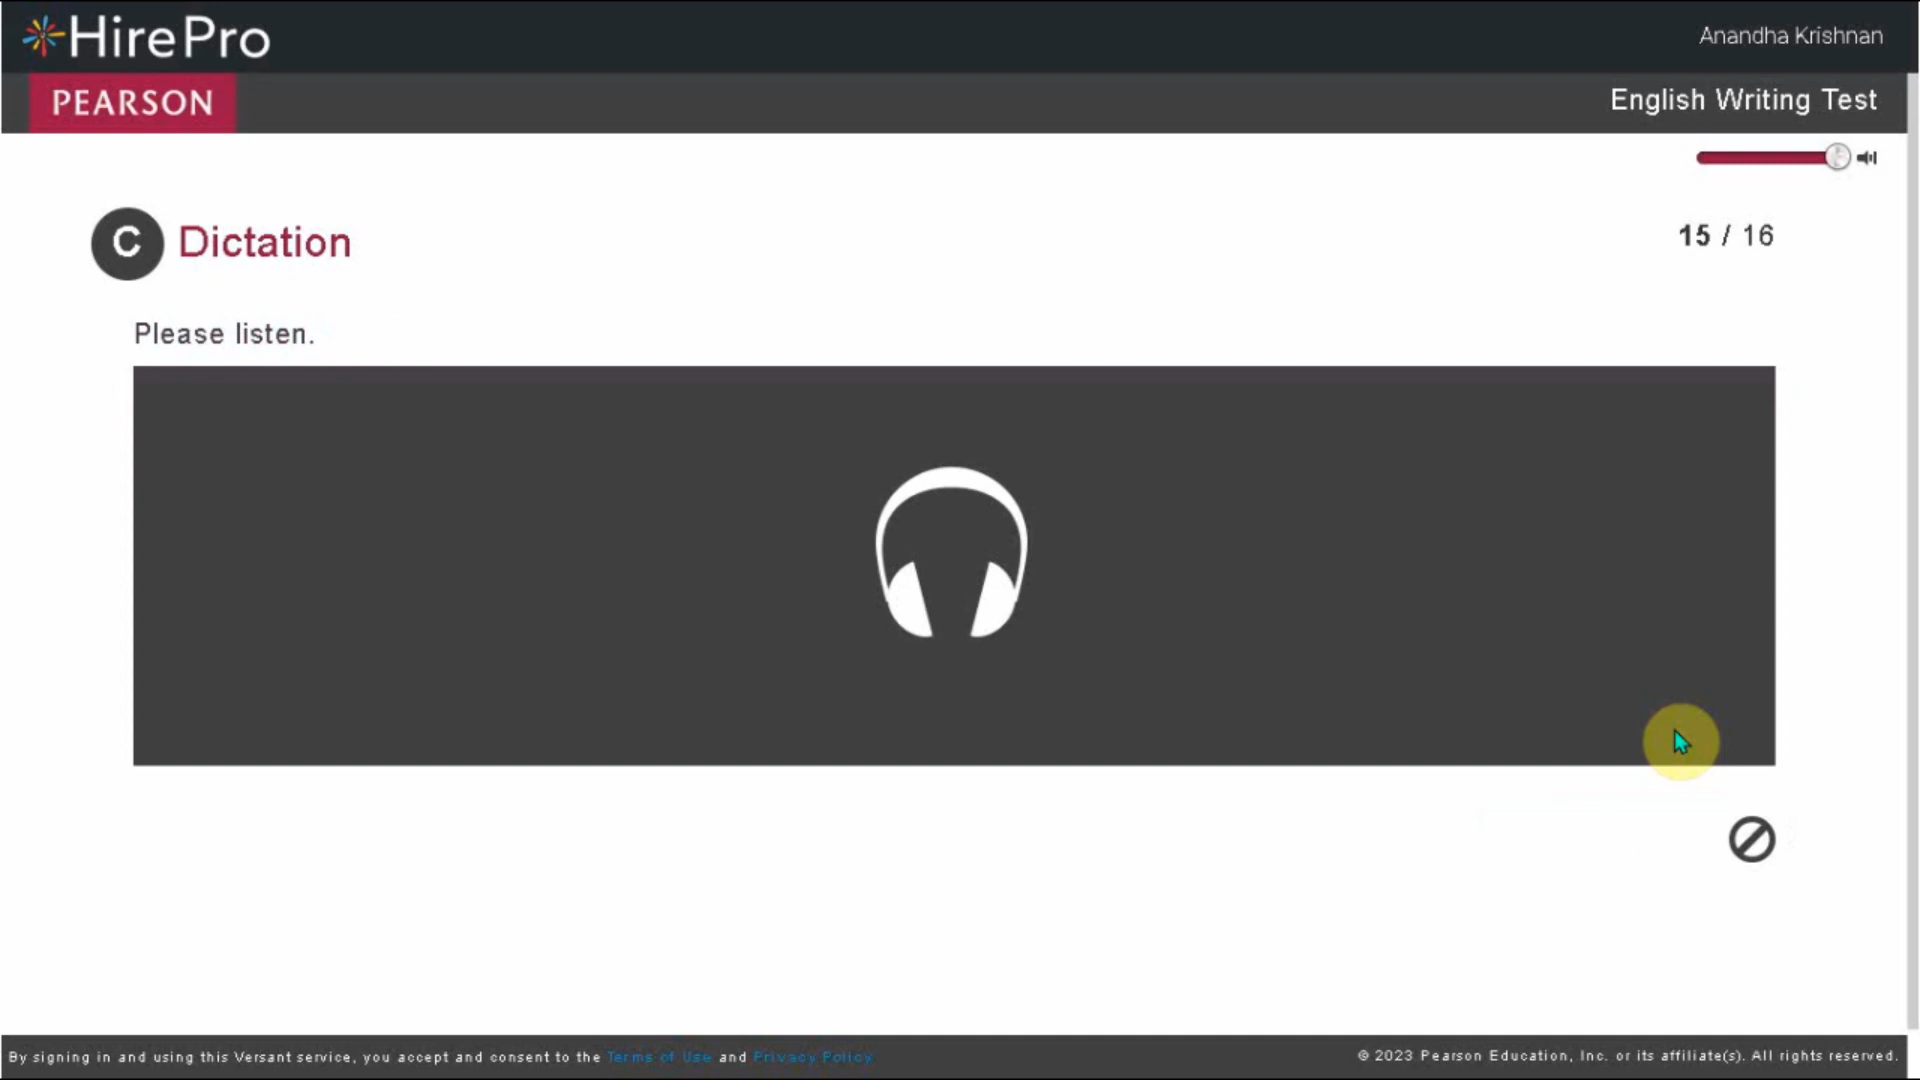 HirePro
Anandha Krishnan
PEARSON
English Writing Test
C Dictation
15 / 16
Please listen.
By signing in and using this Versant service, you accept and consent to the Terms of Use and Privacy Policy
© 2023 Pearson Education, Inc. or its affiliate(s). All rights reserved.